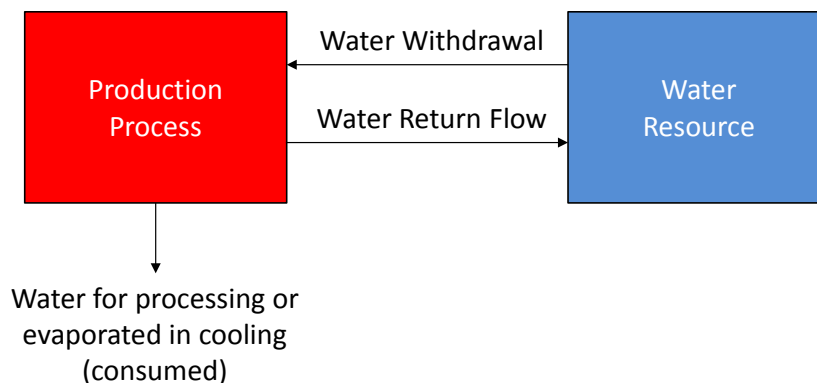 Water Withdrawal
Production
Process
Water
Resource
Water Return Flow
Water for processing or
evaporated in cooling
(consumed)